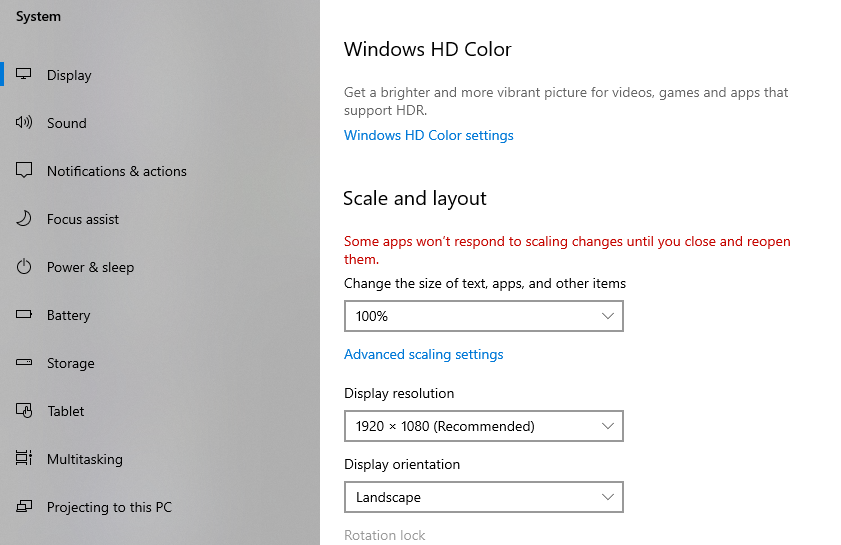 System
Display
Sound
Notifications & actions
Focus assist
Power & sleep
Battery
Storage
Tablet
Multitasking
Projecting to this PC
Windows HD Color
Get a brighter and more vibrant picture for videos, games and apps that
support HDR.
Windows HD Color settings
Scale and layout
Some apps won’t respond to scaling changes until you close and reopen
them.
Change the size of text, apps, and other items
100%
Advanced scaling settings
Display resolution
1920 × 1080 (Recommended)
Display orientation
Landscape
Rotation lock